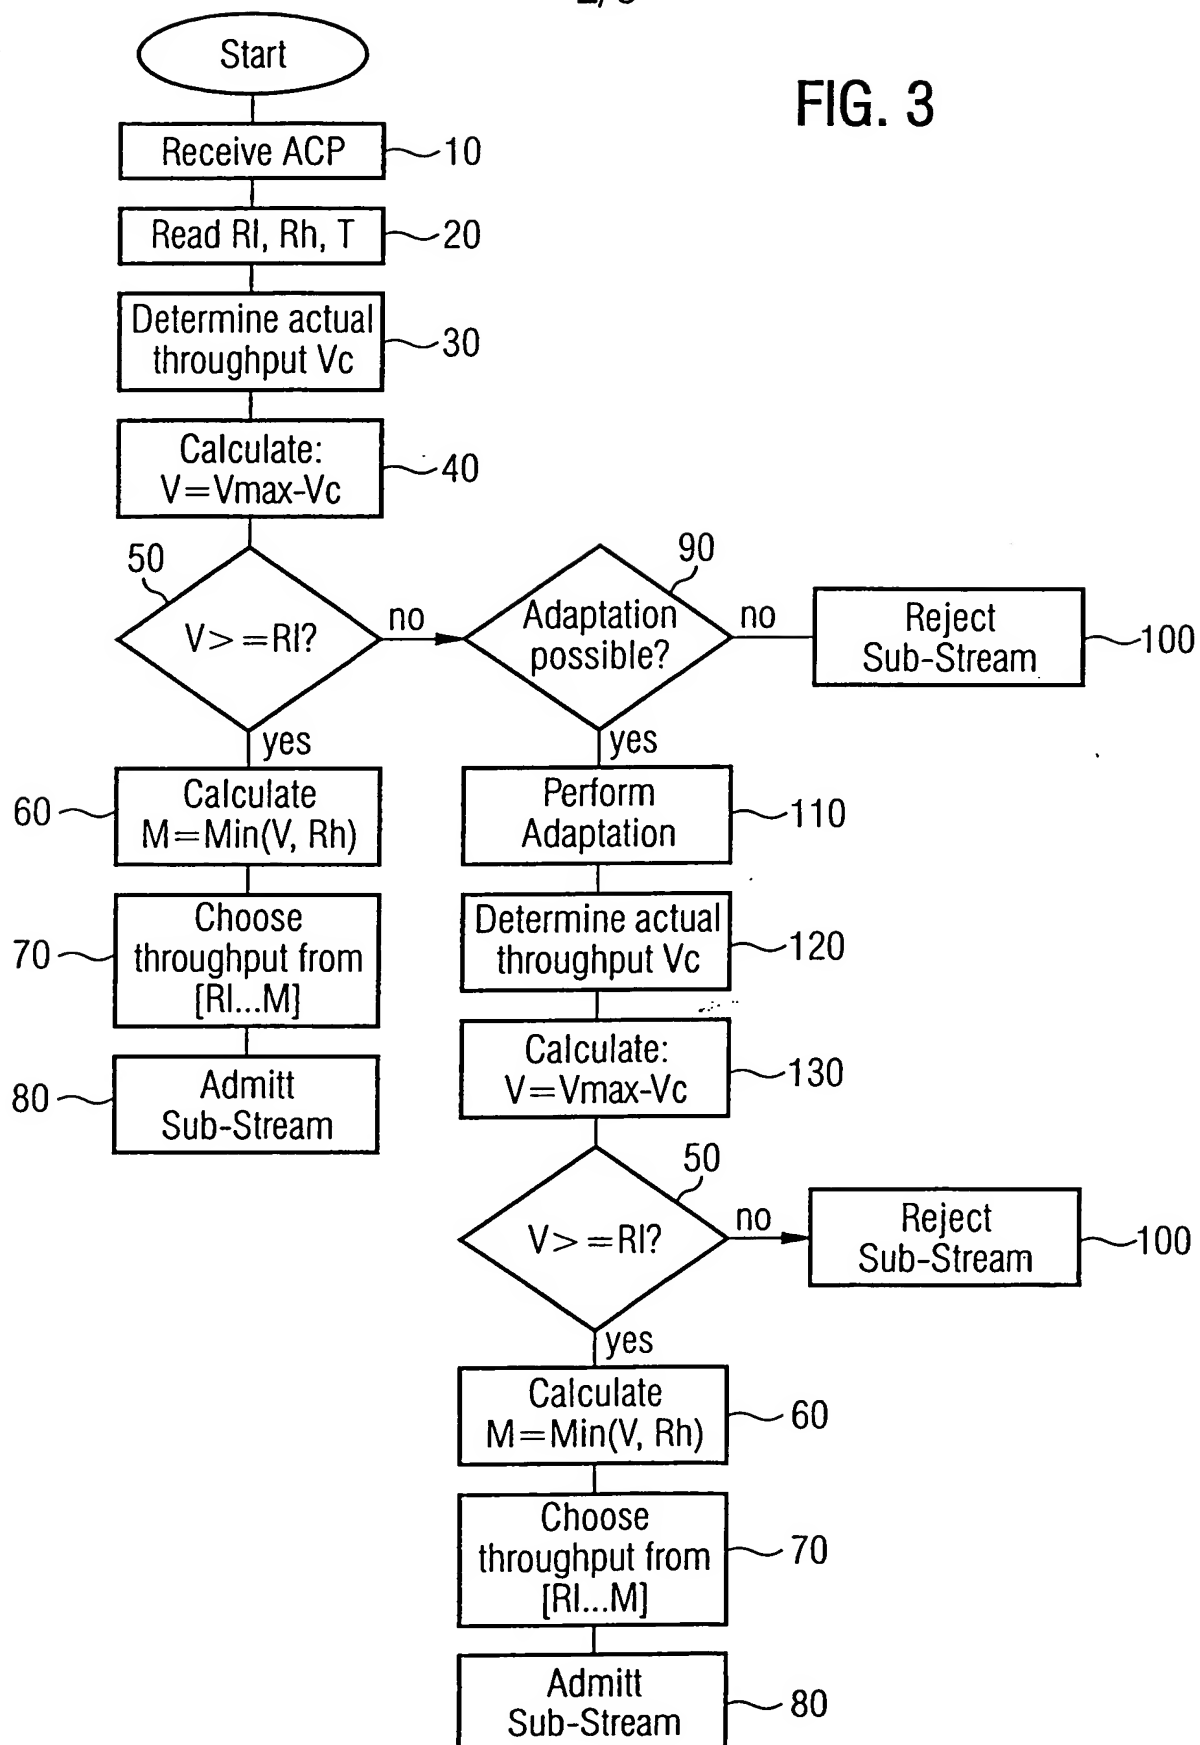 FIG. 3
Start
Receive ACP
10
Read Rl, Rh, T
20
Determine actual
throughput Vc
30
Calculate:
V=Vmax-Vc
40
50
V>=Rl?
no
yes
90
Adaptation
possible?
no
yes
Reject
Sub-Stream
100
60
Calculate
M=Min(V, Rh)
70
Choose
throughput from
[Rl...M]
80
Admitt
Sub-Stream
Perform
Adaptation
110
Determine actual
throughput Vc
120
Calculate:
V=Vmax-Vc
130
50
V>=Rl?
no
yes
Reject
Sub-Stream
100
Calculate
M=Min(V, Rh)
60
Choose
throughput from
[Rl...M]
70
Admitt
Sub-Stream
80